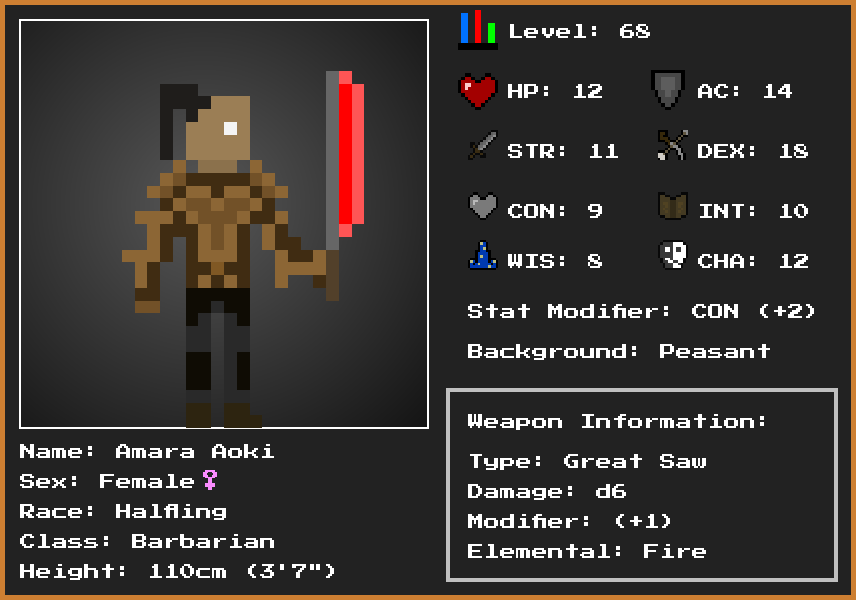 Level: 68
HP: 12 AC: 14
STR: 11 DEX: 18
CON: 9 INT: 10
WIS: 8 CHA: 12
Stat Modifier: CON (+2)
Background: Peasant
Weapon Information:
Type: Great Saw
Damage: d6
Modifier: (+1)
Elemental: Fire
Name: Amara Aoki
Sex: Female♀
Race: Halfling
Class: Barbarian
Height: 110cm (3'7")